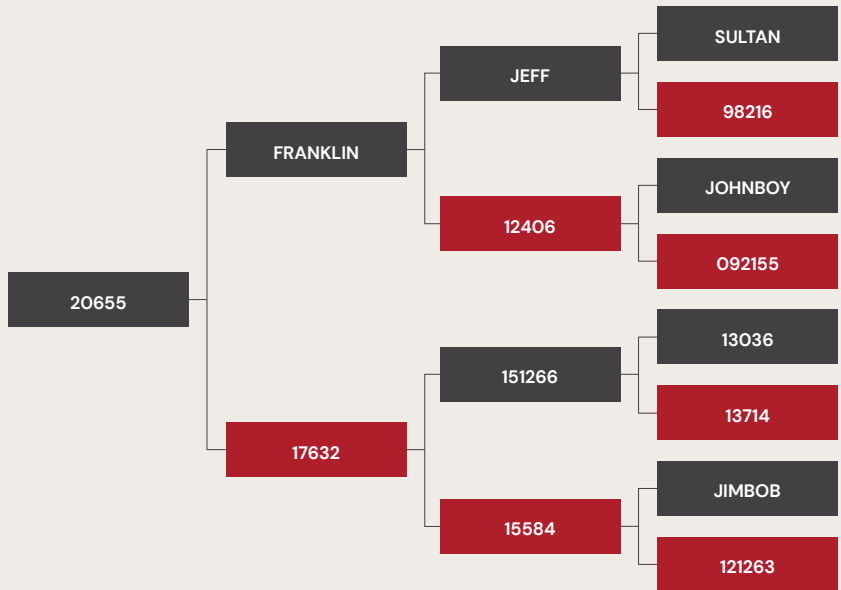 SULTAN
JEFF
98216
FRANKLIN
JOHNBOY
12406
092155
20655
13036
151266
13714
17632
JIMBOB
15584
121263